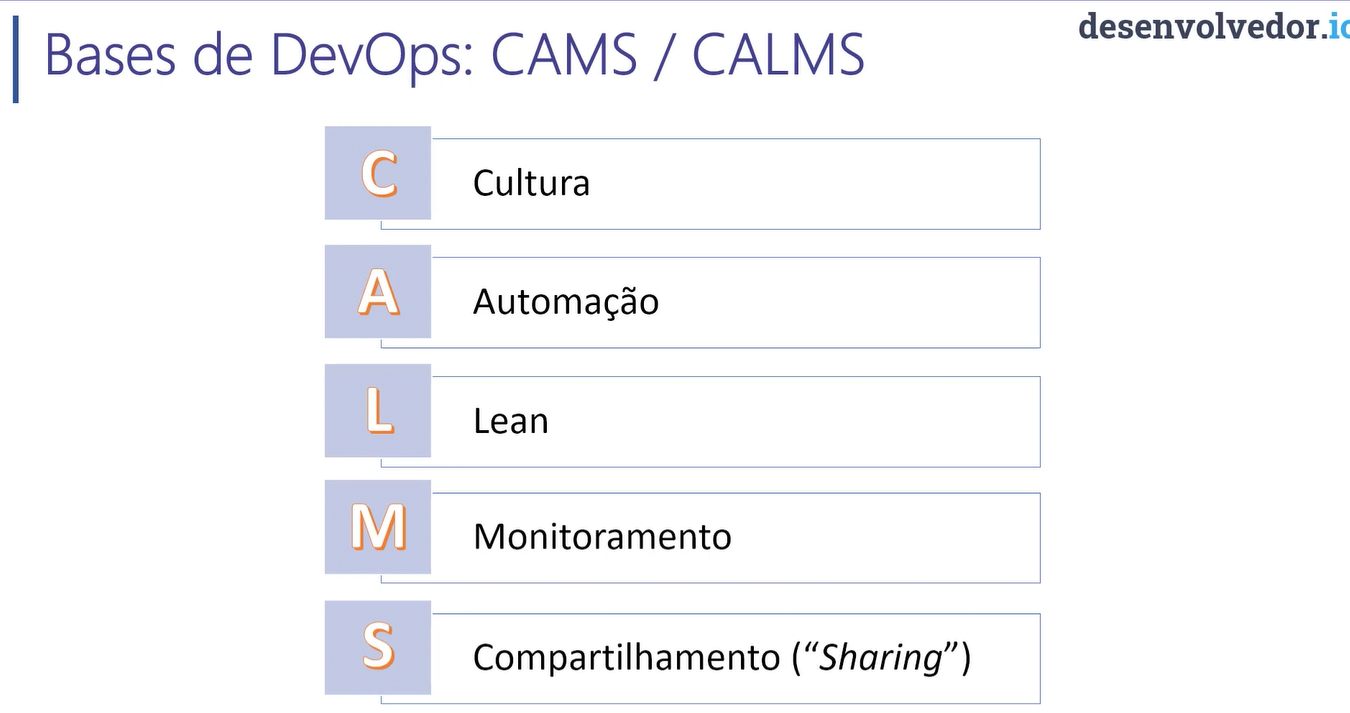 Bases de DevOps: CAMS / CALMS
desenvolvedor.io
C
Cultura
A
Automação
L
Lean
M
Monitoramento
S
Compartilhamento (“Sharing”)